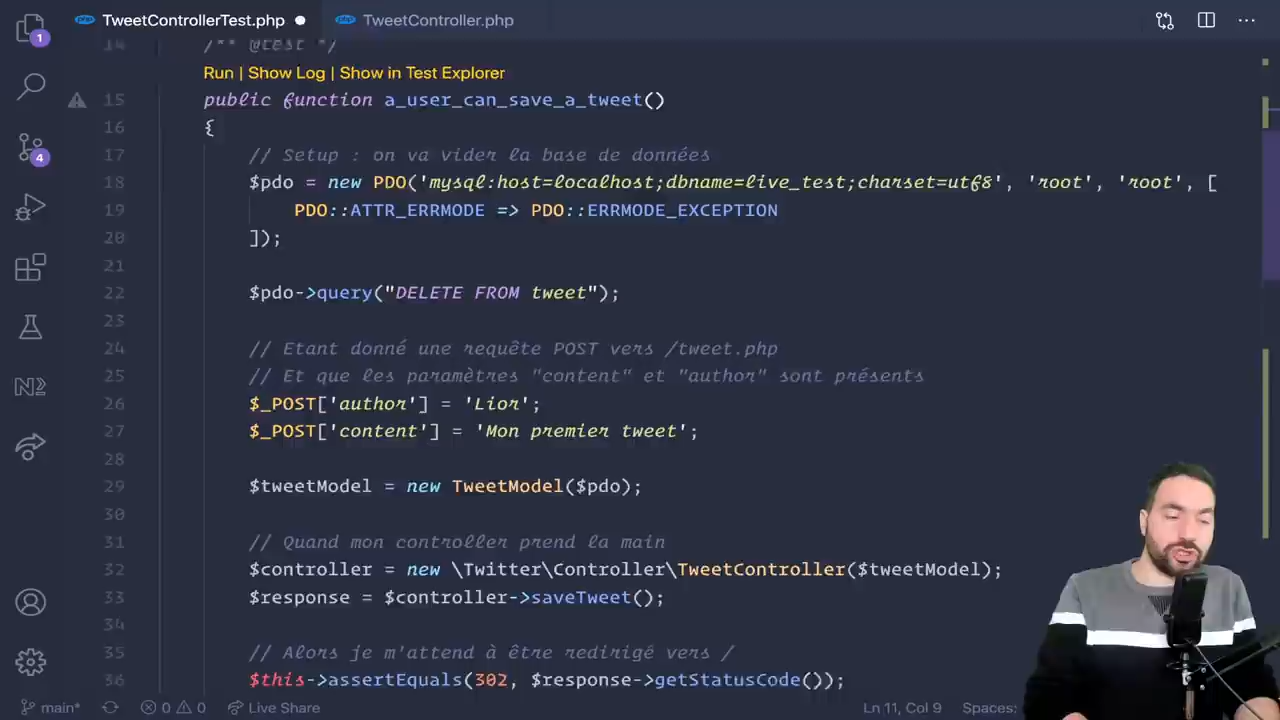 TweetControllerTest.php
TweetController.php
14 /** @test */
Run | Show Log | Show in Test Explorer
15 public function a_user_can_save_a_tweet()
16 {
17 // Setup : on va vider la base de données
18 $pdo = new PDO('mysql:host=localhost;dbname=live_test;charset=utf8', 'root', 'root', [
19 PDO::ATTR_ERRMODE => PDO::ERRMODE_EXCEPTION
20 ]);
21
22 $pdo->query("DELETE FROM tweet");
23
24 // Etant donné une requête POST vers /tweet.php
25 // Et que les paramètres "content" et "author" sont présents
26 $_POST['author'] = 'Lior';
27 $_POST['content'] = 'Mon premier tweet';
28
29 $tweetModel = new TweetModel($pdo);
30
31 // Quand mon controller prend la main
32 $controller = new \Twitter\Controller\TweetController($tweetModel);
33 $response = $controller->saveTweet();
34
35 // Alors je m'attend à être redirigé vers /
36 $this->assertEquals(302, $response->getStatusCode());
1
4
main*
0
0
Live Share
Ln 11, Col 9
Spaces: